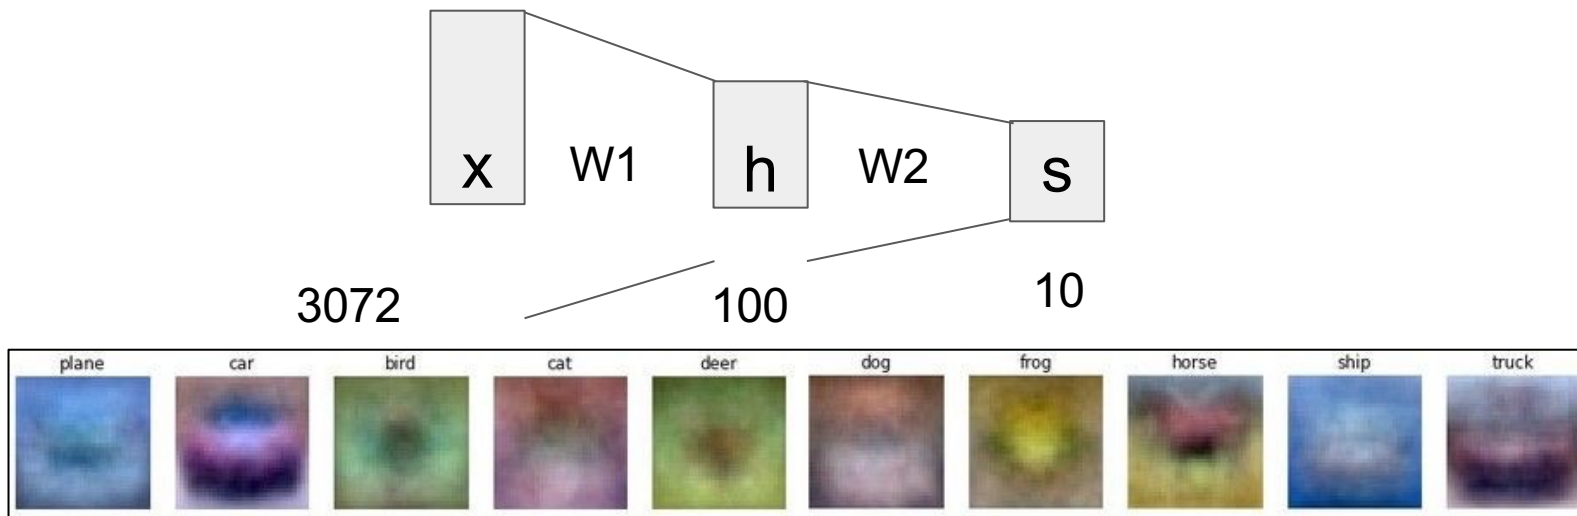 x W1 h W2 s
3072 100 10
plane car bird cat deer dog frog horse ship truck